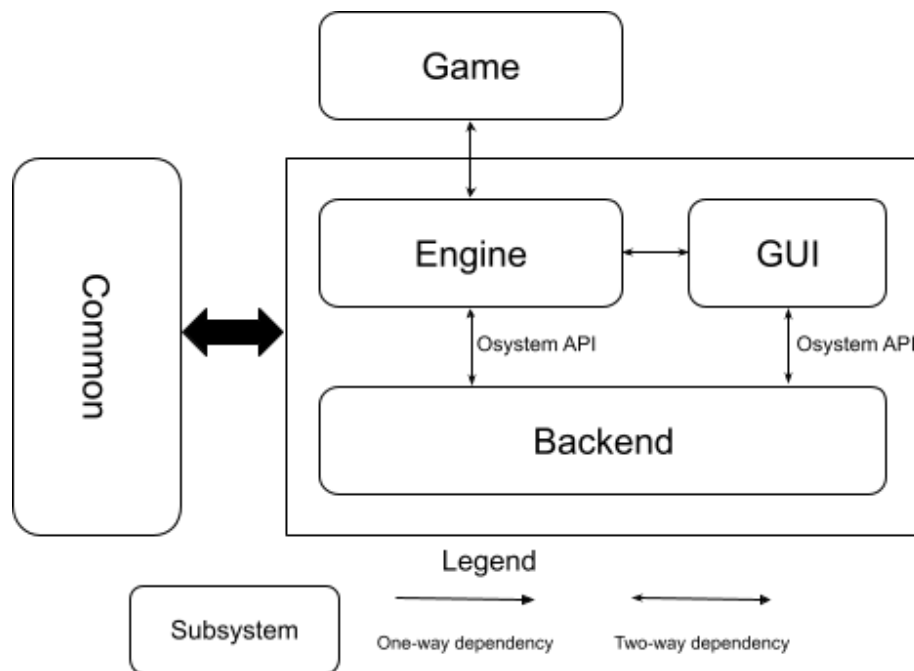 Game
Common
Engine
GUI
Osystem API
Osystem API
Backend
Legend
Subsystem
One-way dependency
Two-way dependency